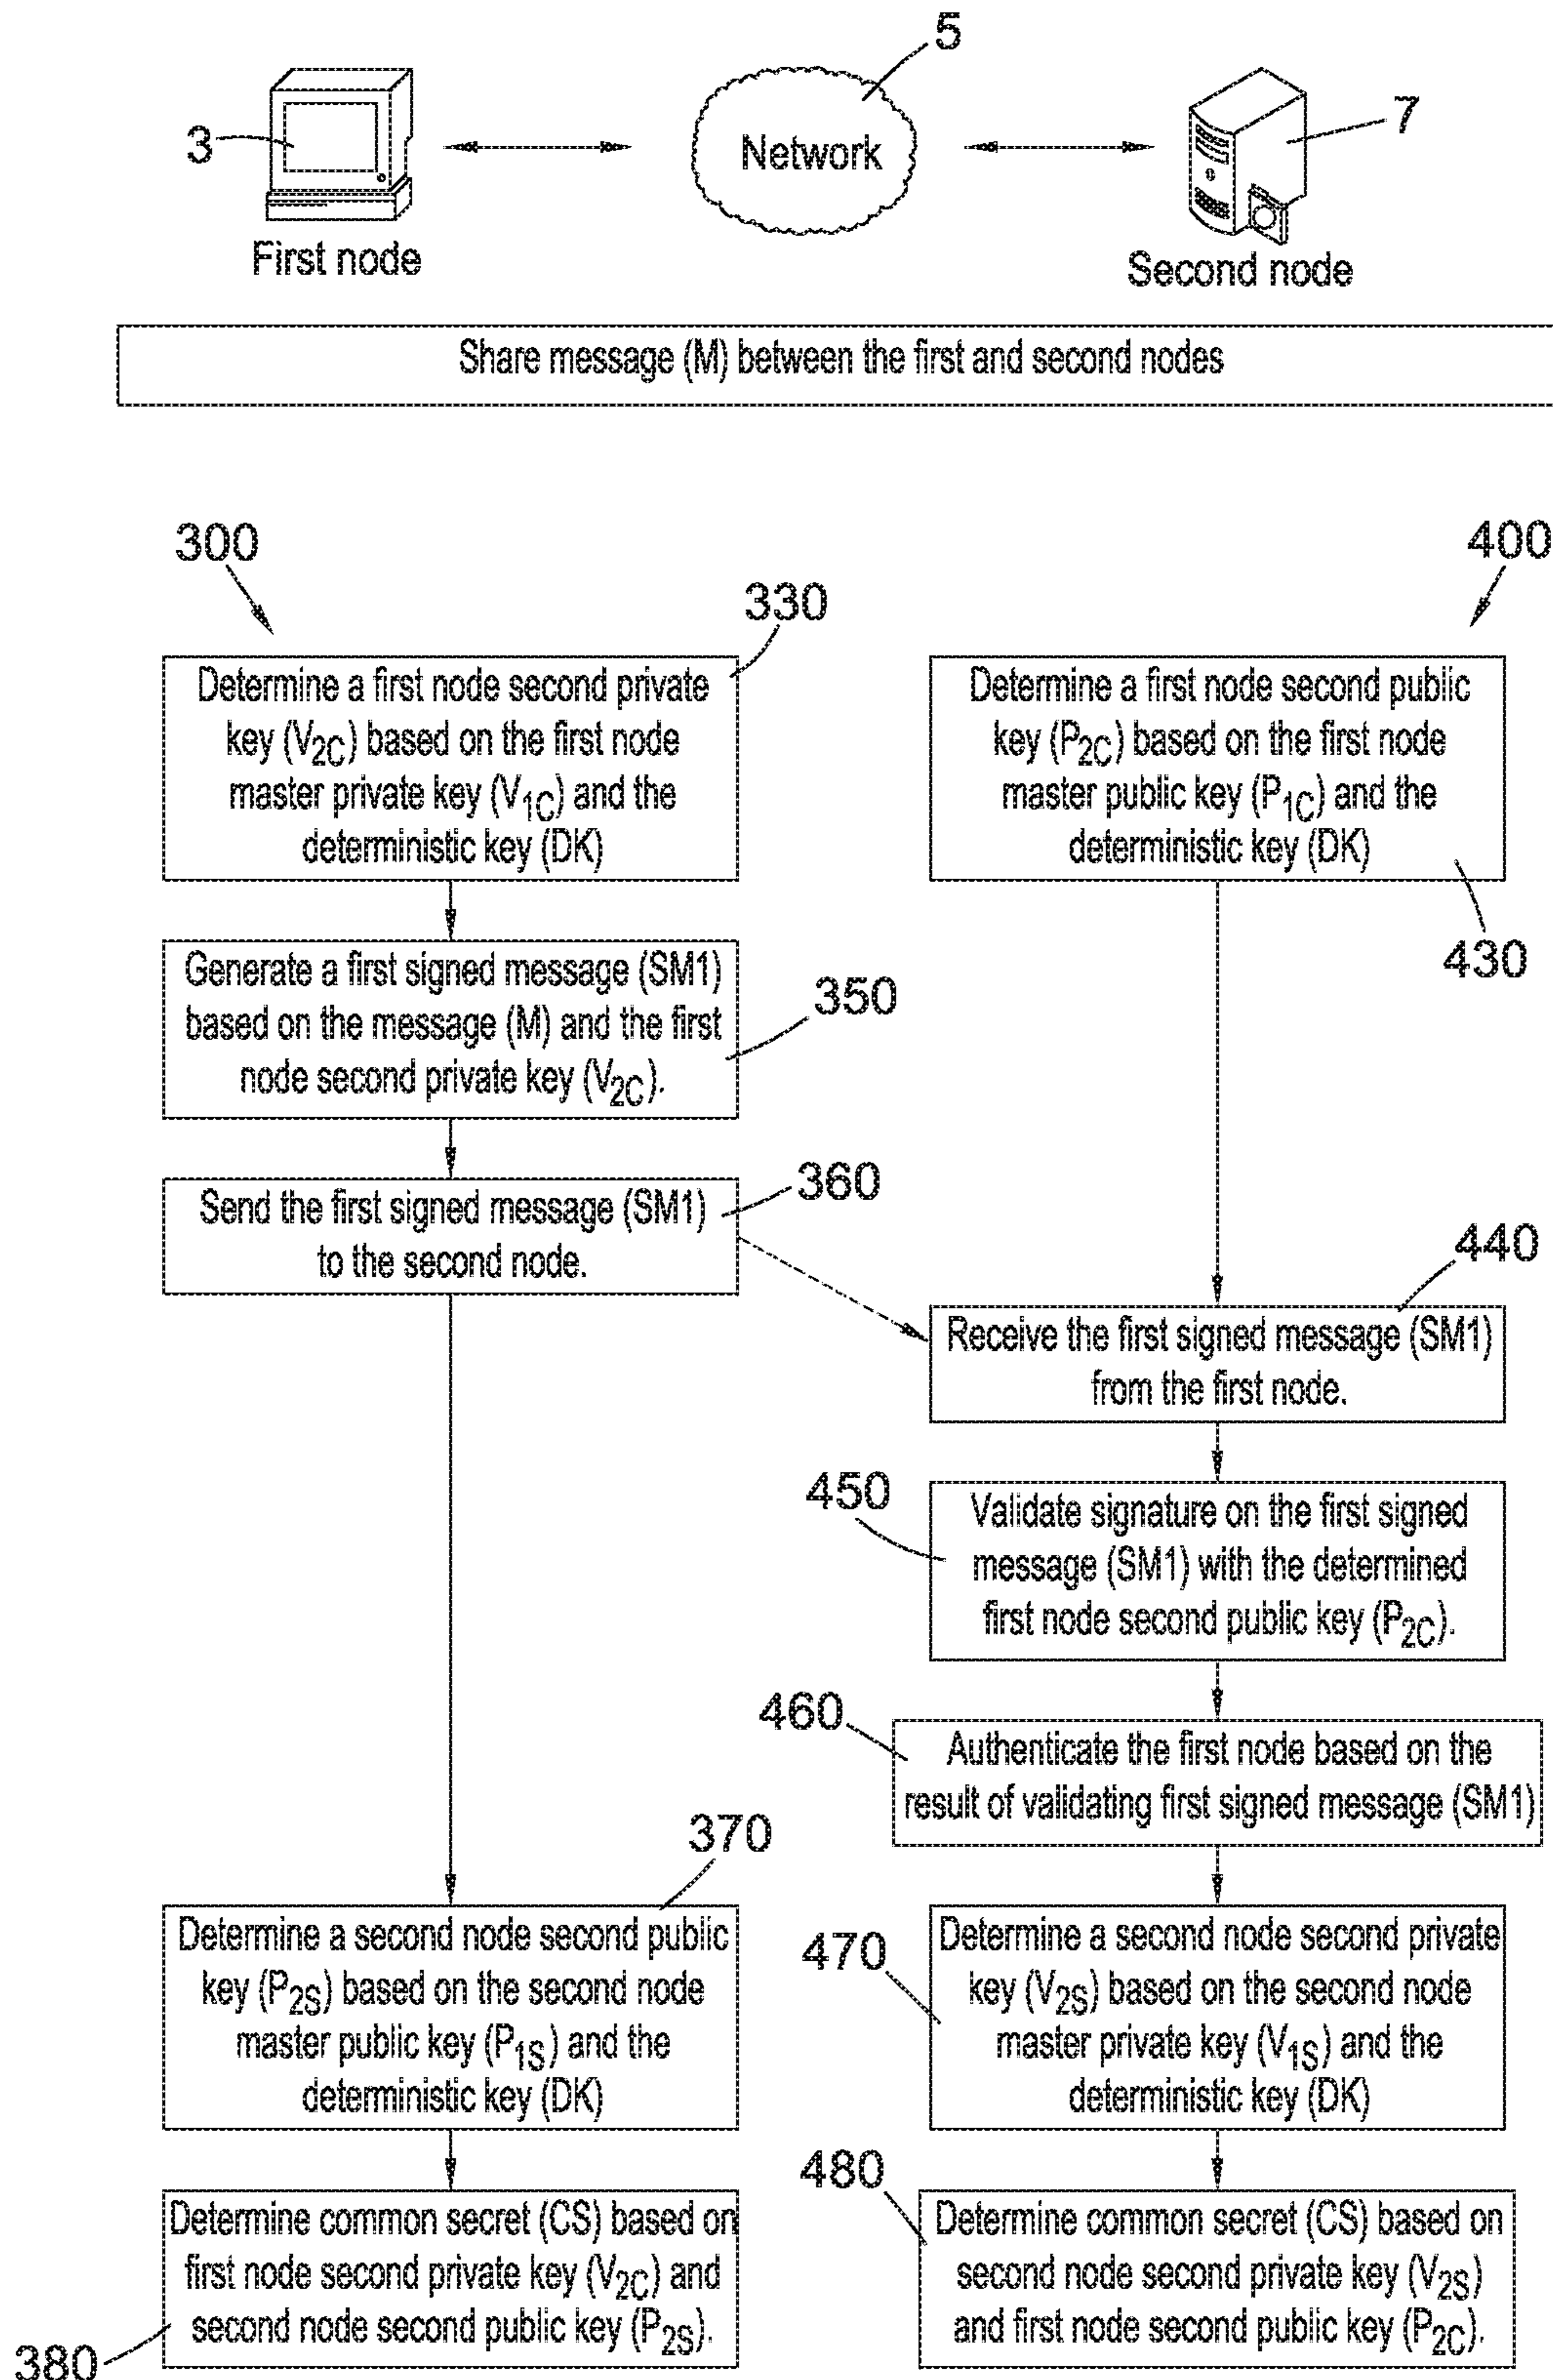 5
3
Network
7
First node
Second node
Share message (M) between the first and second nodes
300
400
330
Determine a first node second private
key (V2C) based on the first node
master private key (V1C) and the
deterministic key (DK)
Determine a first node second public
key (P2C) based on the first node
master public key (P1C) and the
deterministic key (DK)
430
Generate a first signed message (SM1)
based on the message (M) and the first
node second private key (V2C).
350
360
Send the first signed message (SM1)
to the second node.
440
Receive the first signed message (SM1)
from the first node.
450
Validate signature on the first signed
message (SM1) with the determined
first node second public key (P2C).
460
Authenticate the first node based on the
result of validating first signed message (SM1)
370
Determine a second node second public
key (P2S) based on the second node
master public key (P1S) and the
deterministic key (DK)
470
Determine a second node second private
key (V2S) based on the second node
master private key (V1S) and the
deterministic key (DK)
Determine common secret (CS) based on
first node second private key (V2C) and
second node second public key (P2S).
380
480
Determine common secret (CS) based on
second node second private key (V2S)
and first node second public key (P2C).